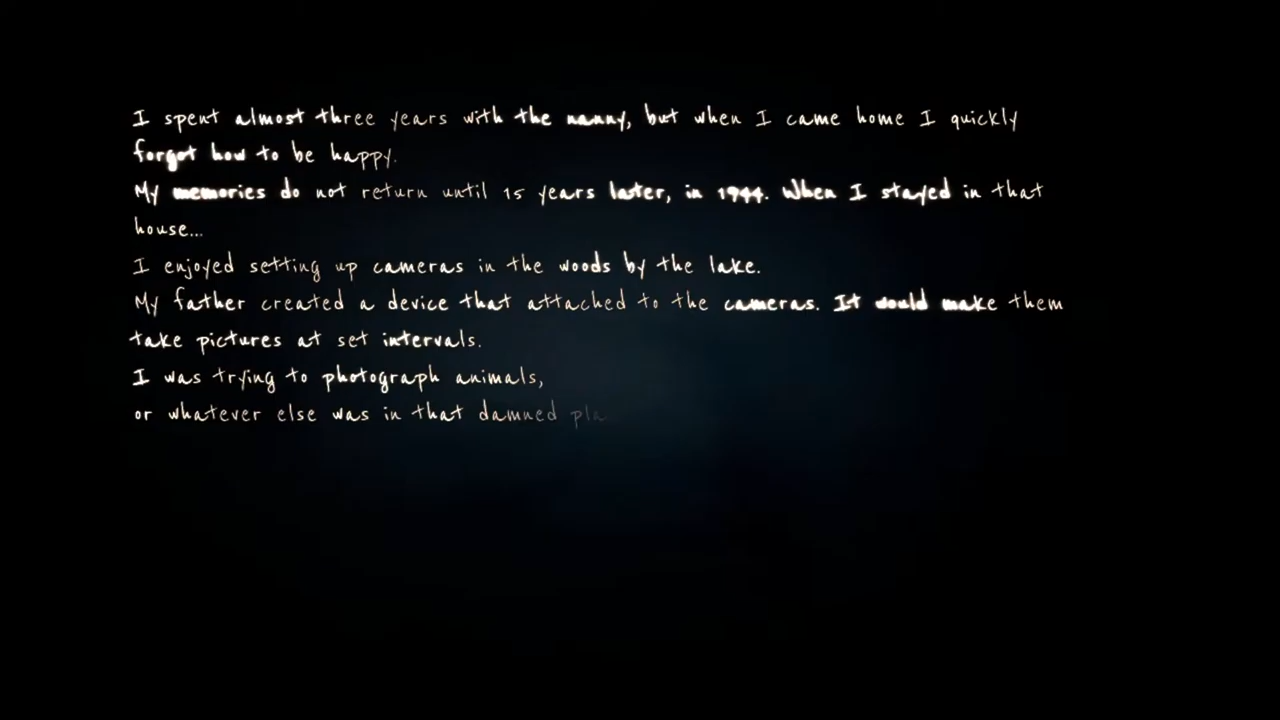 I spent almost three years with the nanny, but when I came home I quickly
forgot how to be happy.
My memories do not return until 15 years later, in 1944. When I stayed in that
house...
I enjoyed setting up cameras in the woods by the lake.
My father created a device that attached to the cameras. It would make them
take pictures at set intervals.
I was trying to photograph animals,
or whatever else was in that damned pla